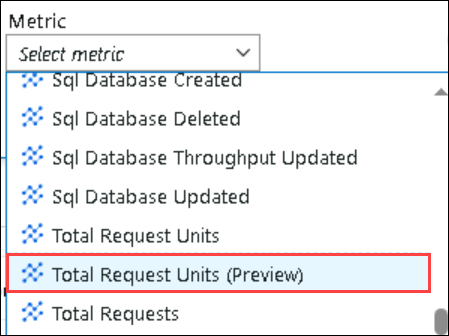 Metric
Select metric
Sql Database Created
Sql Database Deleted
Sql Database Throughput Updated
Sql Database Updated
Total Request Units
Total Request Units (Preview)
Total Requests